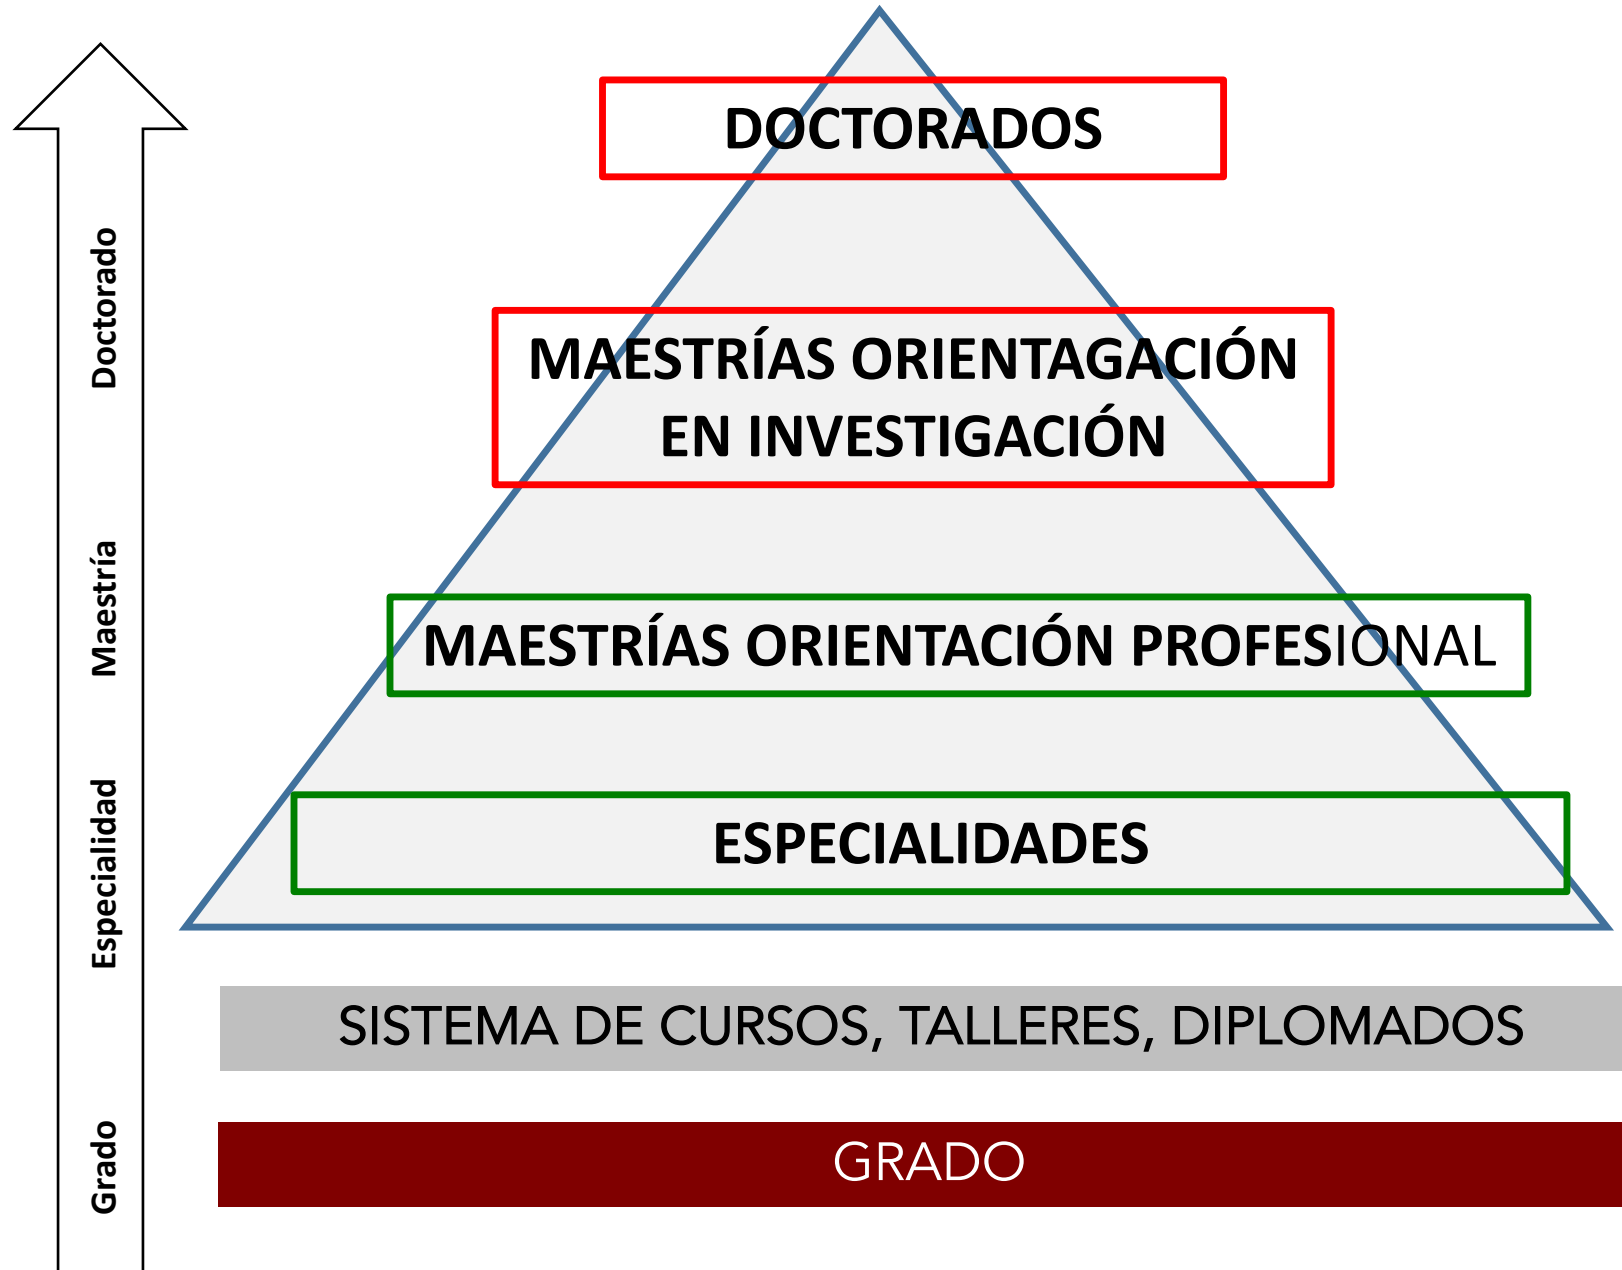 DOCTORADOS
MAESTRÍAS ORIENTAGACIÓN
EN INVESTIGACIÓN
MAESTRÍAS ORIENTACIÓN PROFESIONAL
ESPECIALIDADES
SISTEMA DE CURSOS, TALLERES, DIPLOMADOS
GRADO
Doctorado
Maestría
Especialidad
Grado